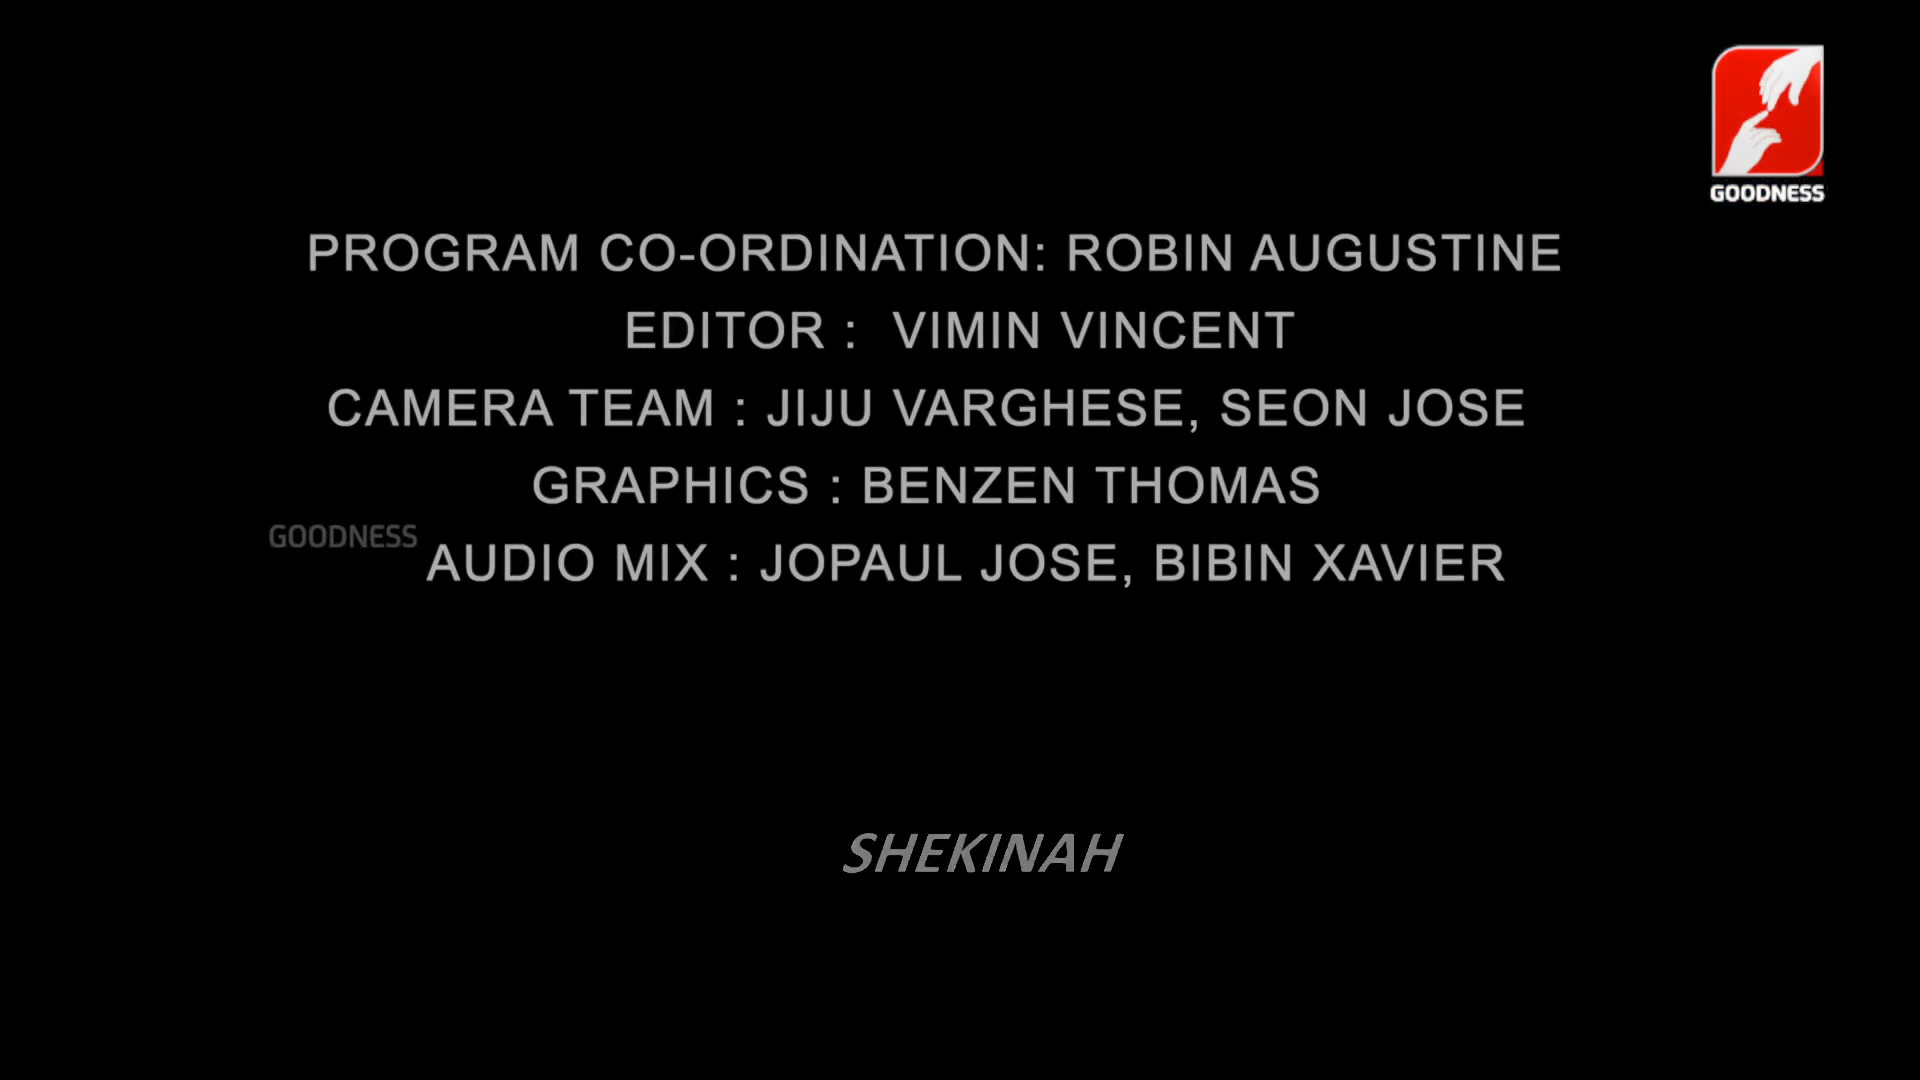 GOODNESS
PROGRAM CO-ORDINATION: ROBIN AUGUSTINE
EDITOR : VIMIN VINCENT
CAMERA TEAM : JIJU VARGHESE, SEON JOSE
GRAPHICS : BENZEN THOMAS
GOODNESS
AUDIO MIX : JOPAUL JOSE, BIBIN XAVIER
SHEKINAH